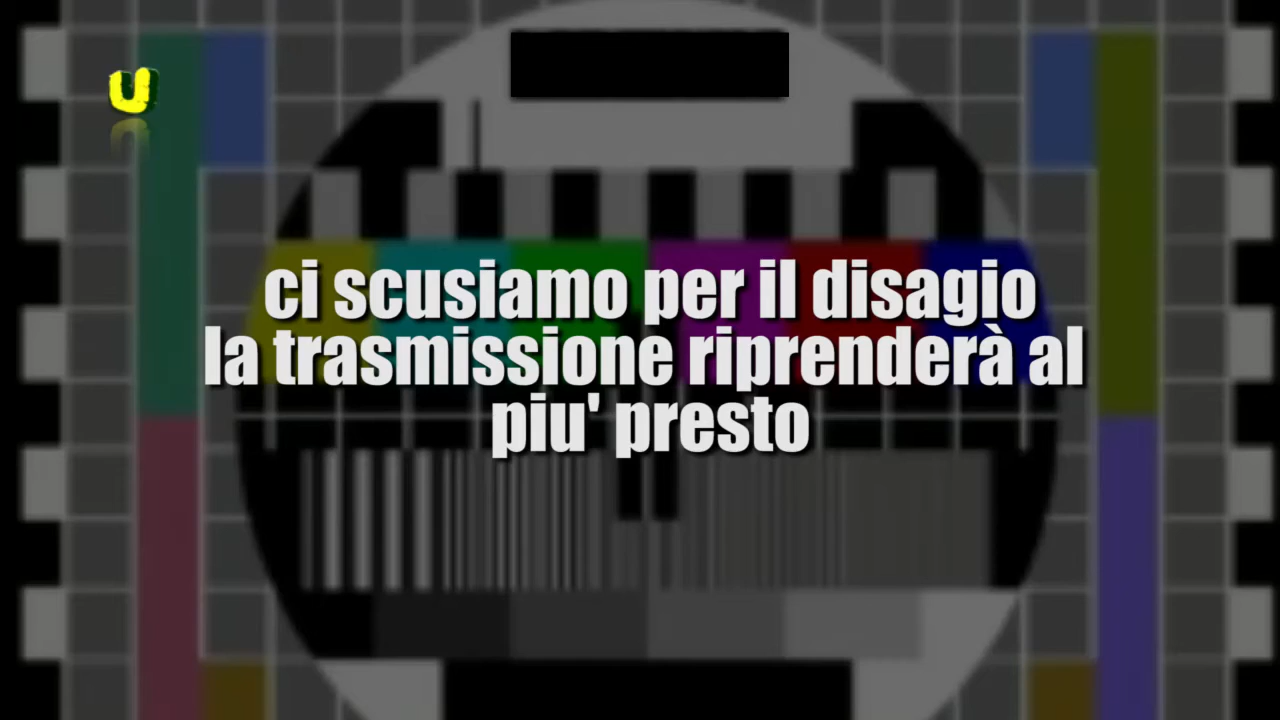 U
ci scusiamo per il disagio
la trasmissione riprenderà al
piu' presto